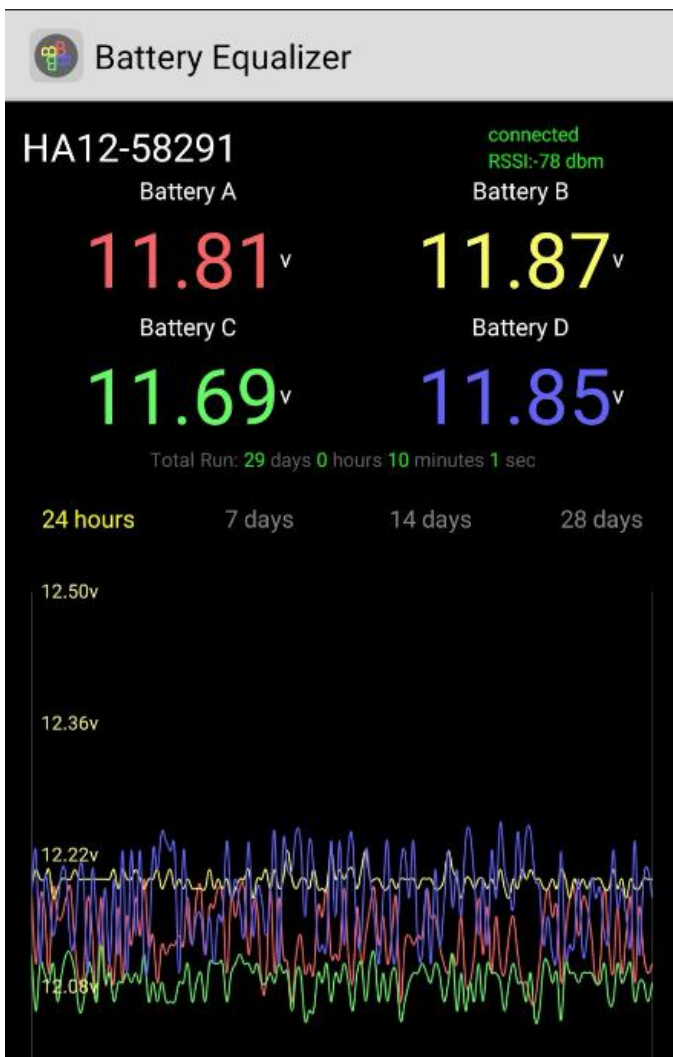 Battery Equalizer
HA12-58291
connected
RSSI:-78 dbm
Battery A
Battery B
11.81v
11.87v
Battery C
Battery D
11.69v
11.85v
Total Run: 29 days 0 hours 10 minutes 1 sec
24 hours 7 days 14 days 28 days
12.50v
12.36v
12.22v
12.08v